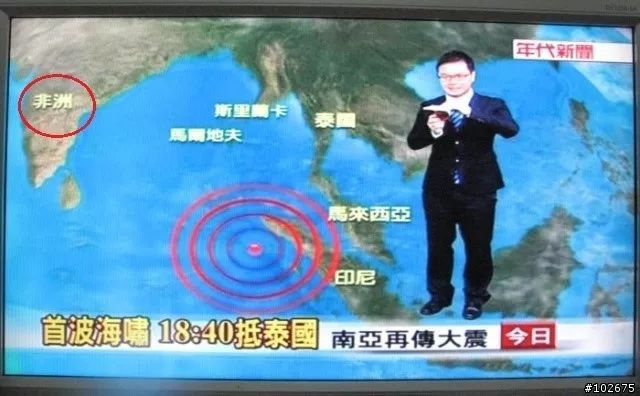 年代新聞
非洲
斯里蘭卡
泰國
馬爾地夫
馬來西亞
印尼
首波海嘯 18:40抵泰國
南亞再傳大震
今日
#102675